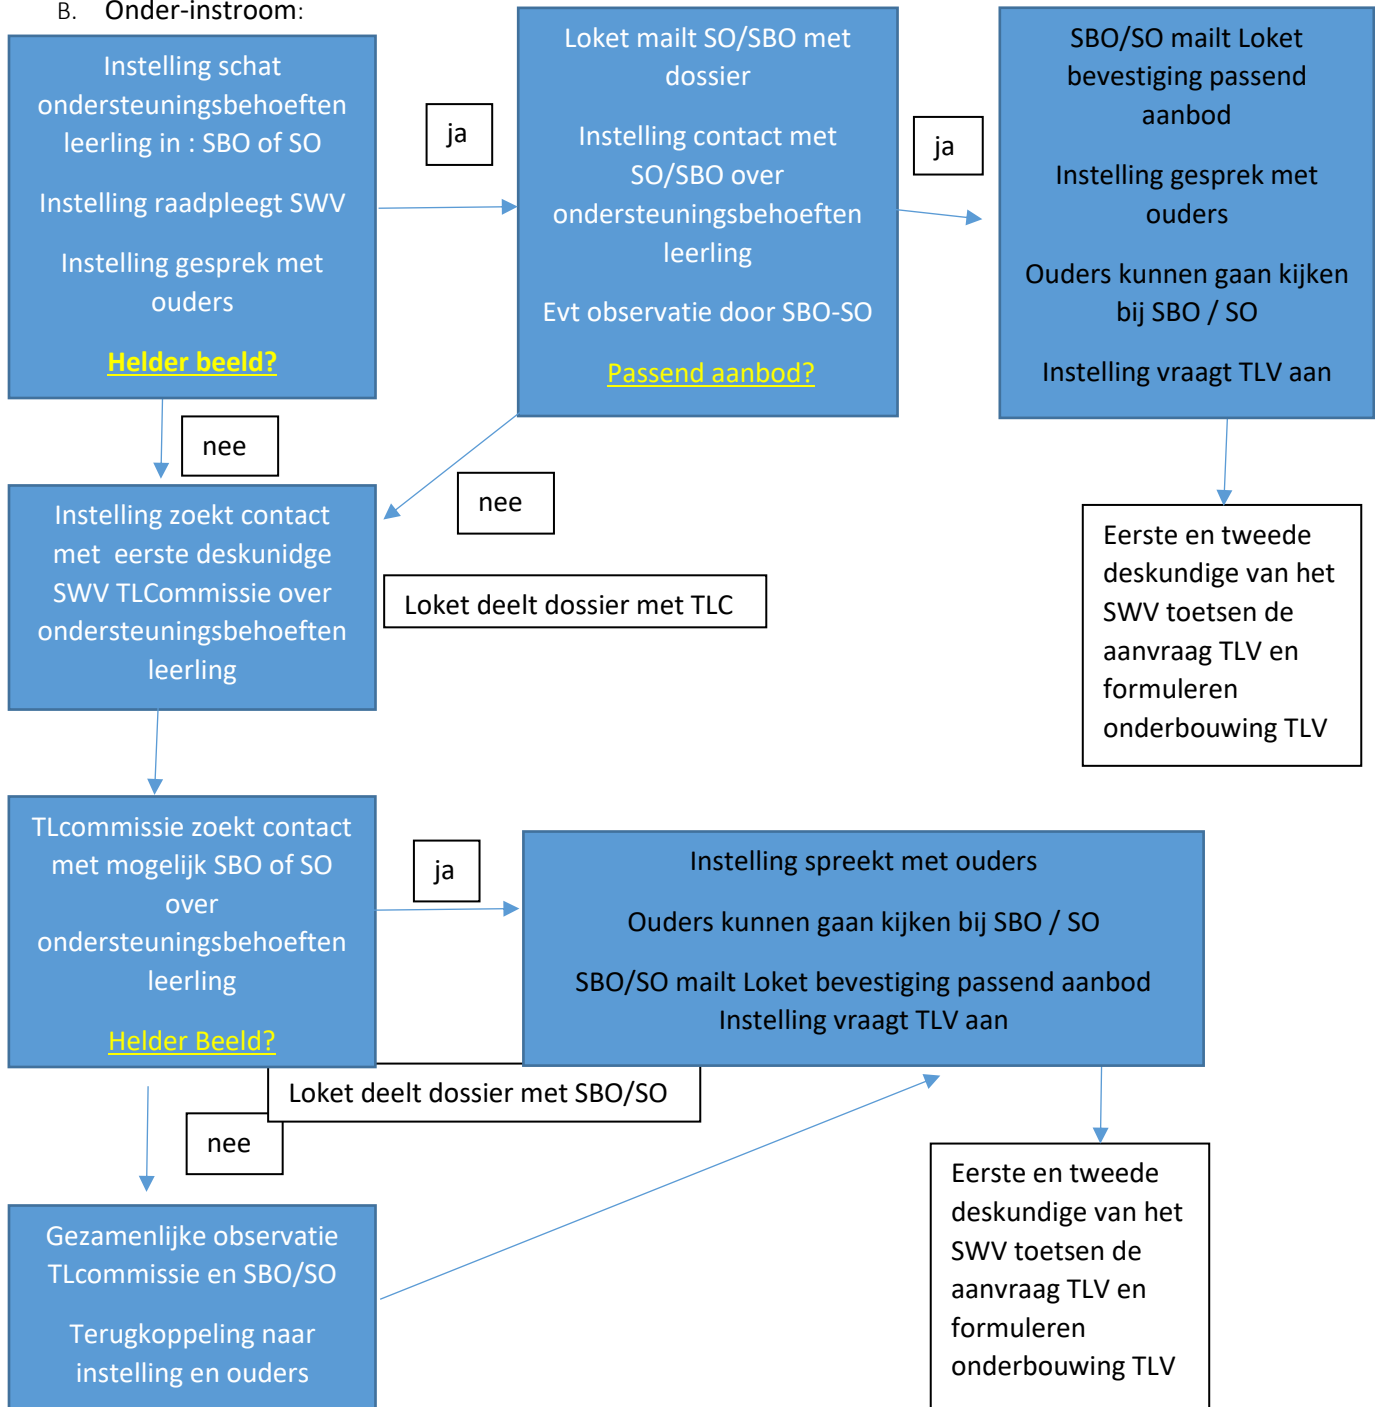 B. Onder-instroom:
Instelling schat
ondersteuningsbehoeften
leerling in : SBO of SO
Instelling raadpleegt SWV
Instelling gesprek met
ouders
Helder beeld?
ja
Loket mailt SO/SBO met
dossier
Instelling contact met
SO/SBO over
ondersteuningsbehoeften
leerling
Evt observatie door SBO-SO
Passend aanbod?
ja
SBO/SO mailt Loket
bevestiging passend
aanbod
Instelling gesprek met
ouders
Ouders kunnen gaan kijken
bij SBO / SO
Instelling vraagt TLV aan
nee
nee
Instelling zoekt contact
met eerste deskunidge
SWV TLCommissie over
ondersteuningsbehoeften
leerling
Loket deelt dossier met TLC
Eerste en tweede
deskundige van het
SWV toetsen de
aanvraag TLV en
formuleren
onderbouwing TLV
TLcommissie zoekt contact
met mogelijk SBO of SO
over
ondersteuningsbehoeften
leerling
Helder Beeld?
ja
Instelling spreekt met ouders
Ouders kunnen gaan kijken bij SBO / SO
SBO/SO mailt Loket bevestiging passend aanbod
Instelling vraagt TLV aan
Loket deelt dossier met SBO/SO
nee
Gezamenlijke observatie
TLcommissie en SBO/SO
Terugkoppeling naar
instelling en ouders
Eerste en tweede
deskundige van het
SWV toetsen de
aanvraag TLV en
formuleren
onderbouwing TLV